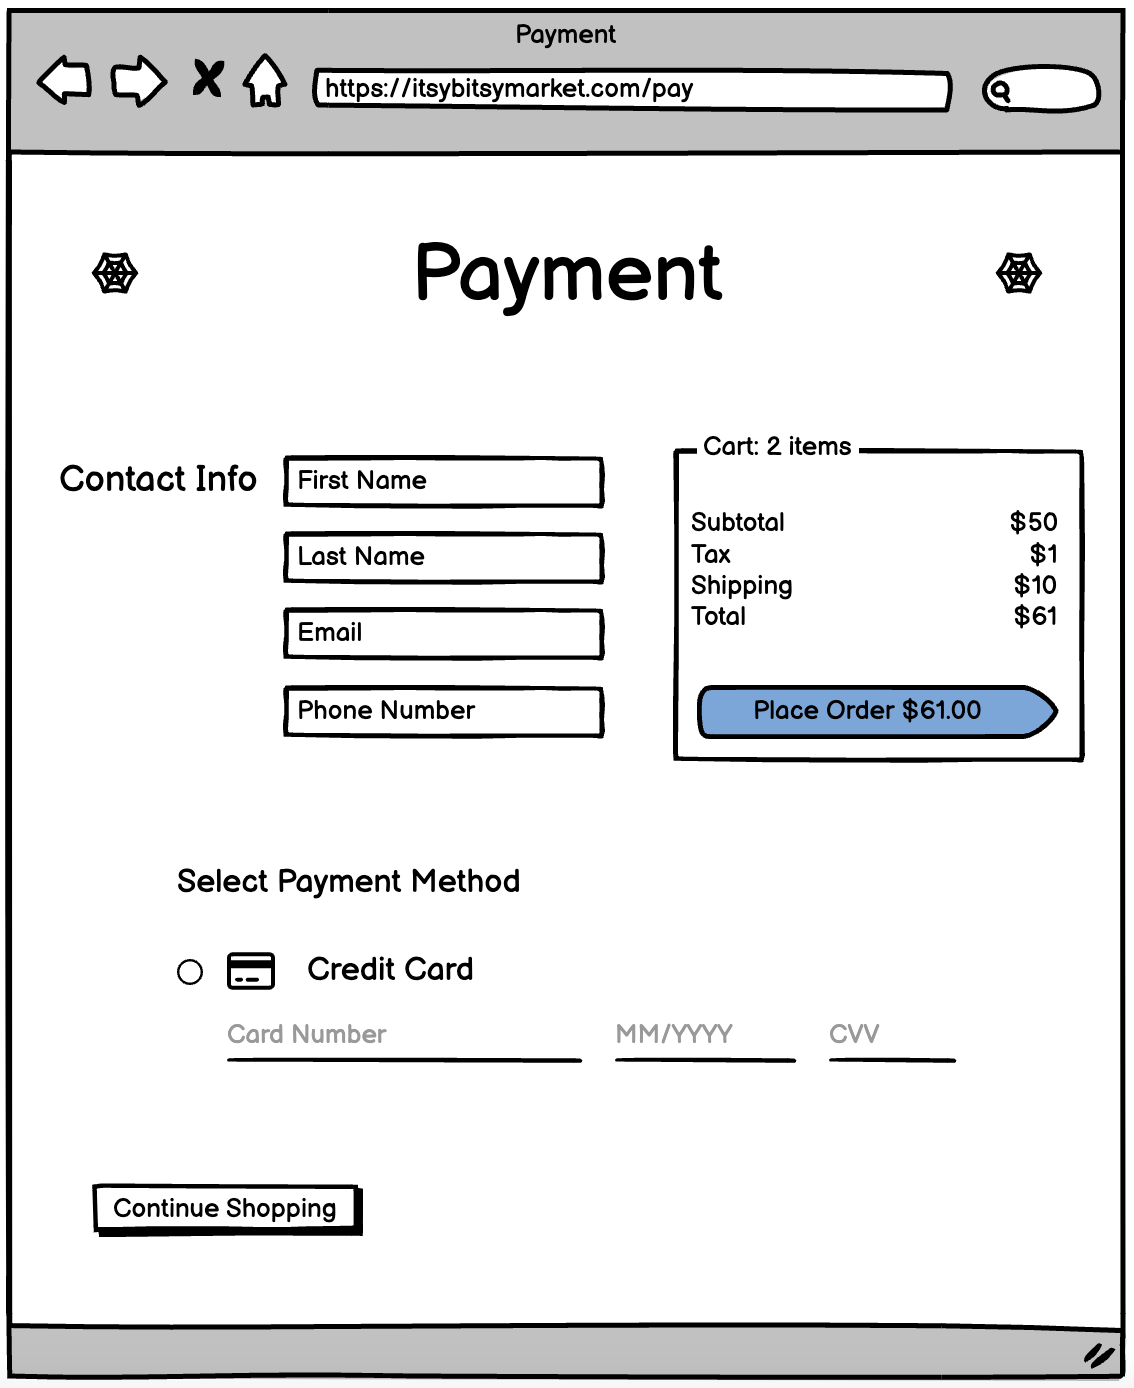 Payment
https://itsybitsymarket.com/pay
Payment
Contact Info
First Name
Last Name
Email
Phone Number
Cart: 2 items
Subtotal $50
Tax $1
Shipping $10
Total $61
Place Order $61.00
Select Payment Method
Credit Card
Card Number MM/YYYY CVV
Continue Shopping